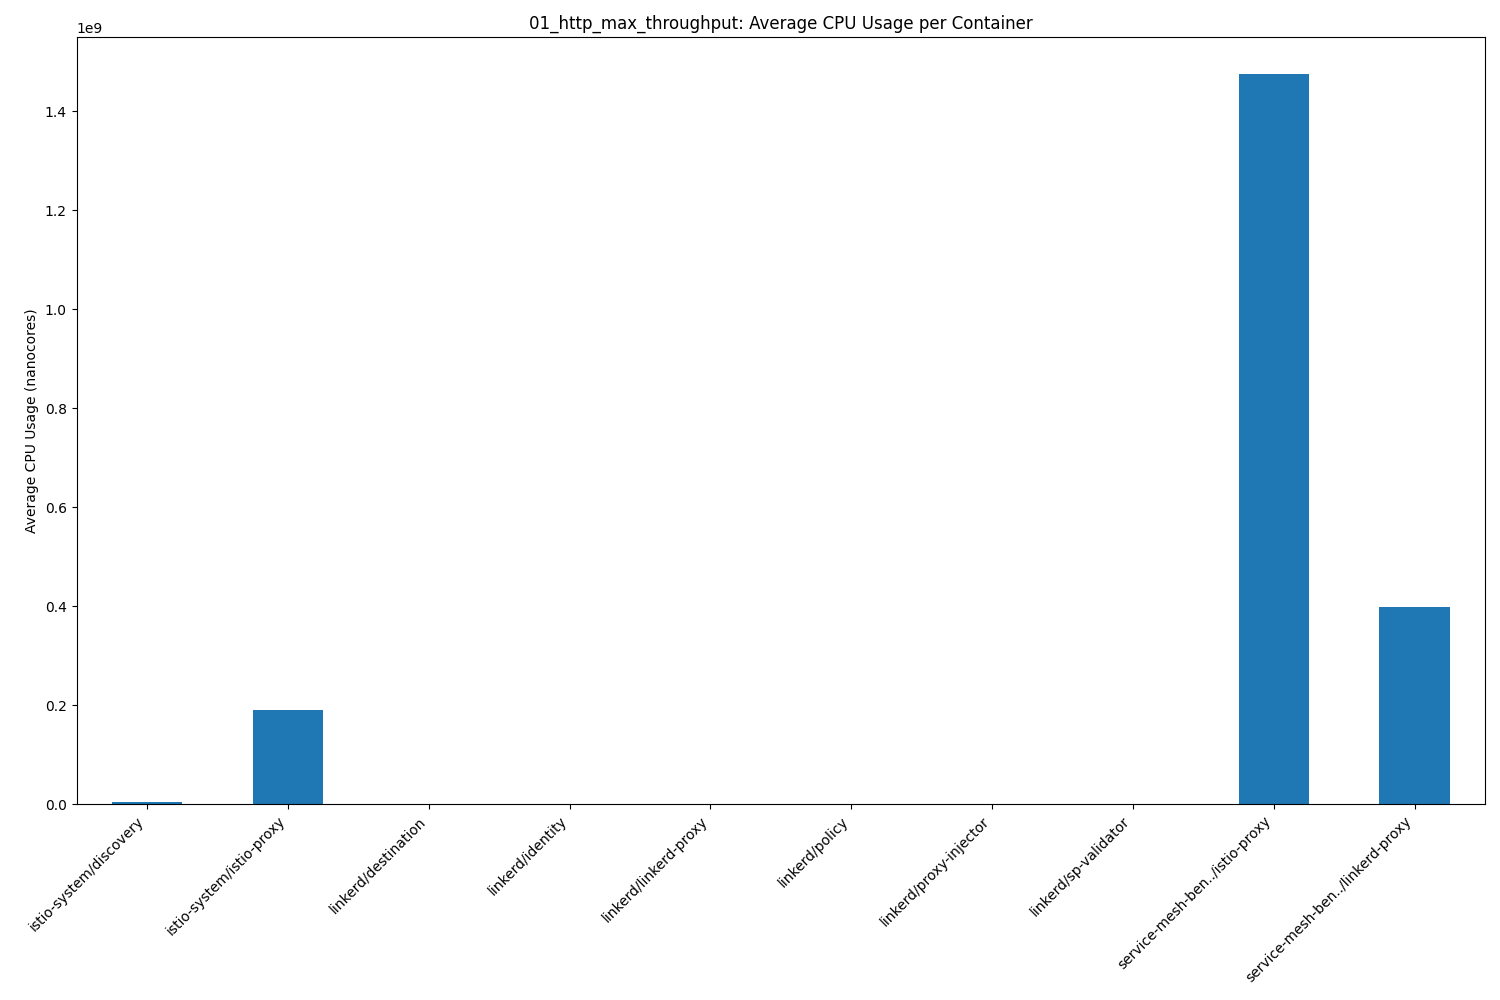 01_http_max_throughput: Average CPU Usage per Container
1e9
1.4
1.2
1.0
0.8
0.6
0.4
0.2
0.0
Average CPU Usage (nanocores)
istio-system/discovery
istio-system/istio-proxy
linkerd/destination
linkerd/identity
linkerd/linkerd-proxy
linkerd/policy
linkerd/proxy-injector
linkerd/sp-validator
service-mesh-ben../istio-proxy
service-mesh-ben../linkerd-proxy